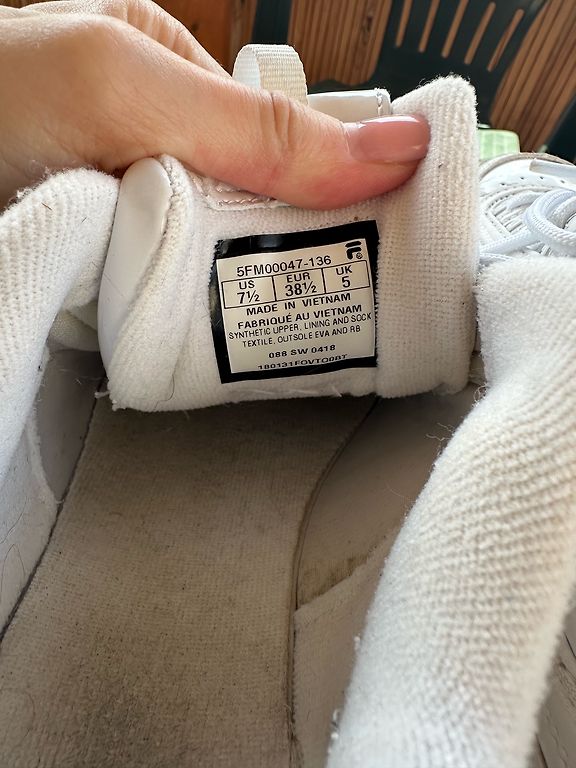 5FM00047-136
US EUR UK
7½ 38½ 5
MADE IN VIETNAM
FABRIQUÉ AU VIETNAM
SYNTHETIC UPPER, LINING AND SOCK
TEXTILE, OUTSOLE EVA AND RB
088 SW 0418
180131FOVTO0BT